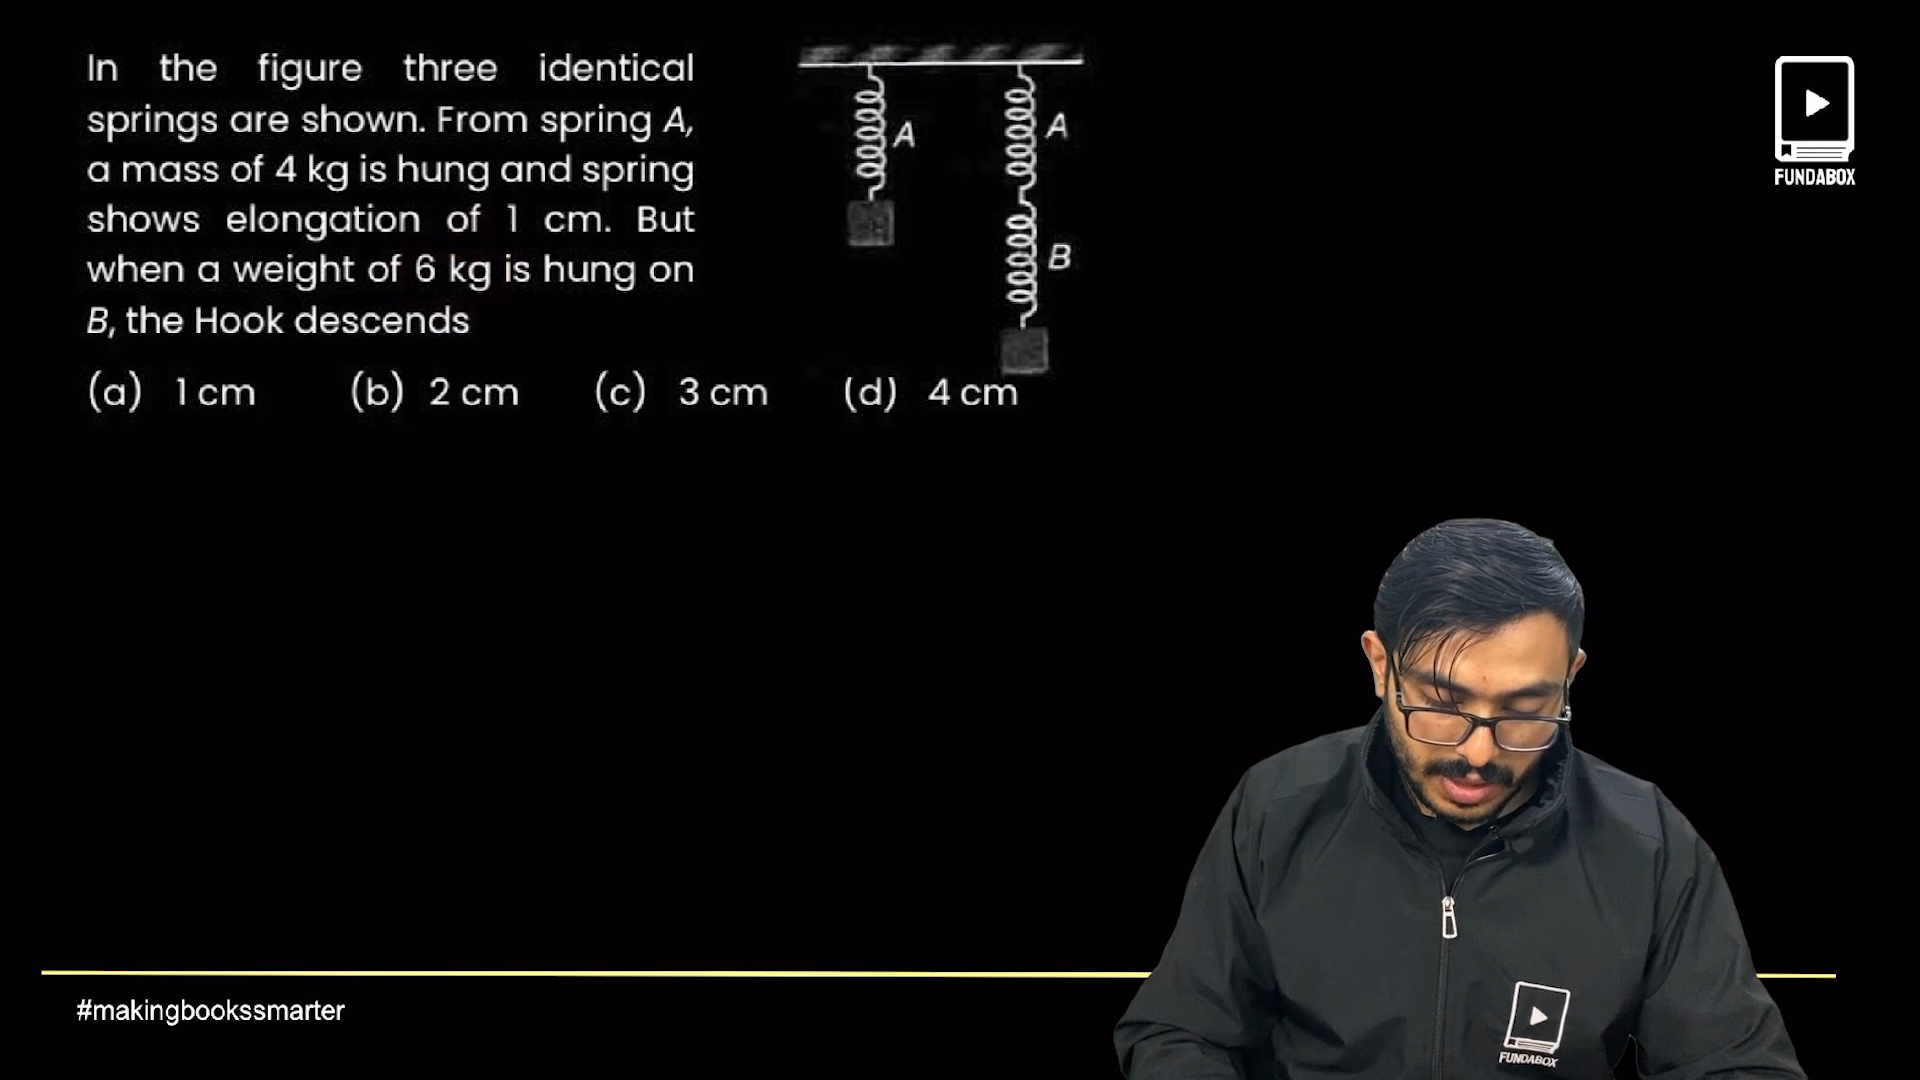 In the figure three identical
springs are shown. From spring A,
a mass of 4 kg is hung and spring
shows elongation of 1 cm. But
when a weight of 6 kg is hung on
B, the Hook descends
(a) 1 cm (b) 2 cm (c) 3 cm (d) 4 cm
A
A
B
FUNDABOX
#makingbookssmarter
FUNDABOX